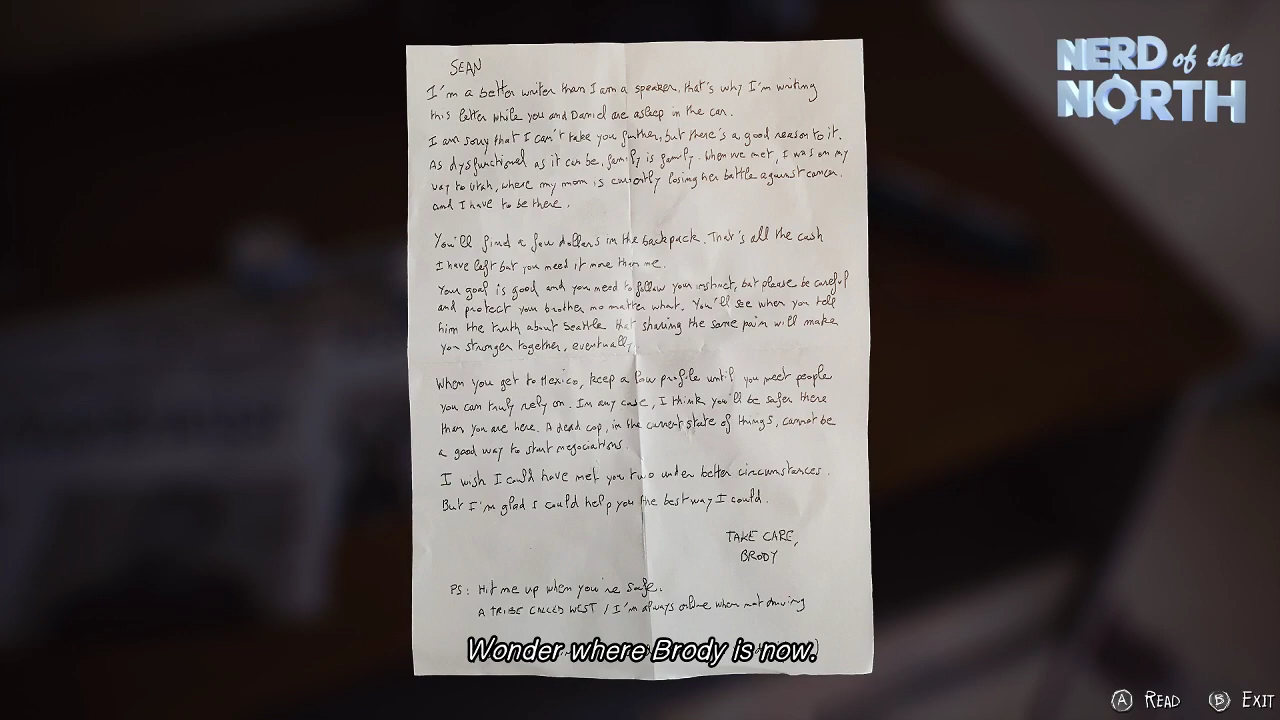 NERD of the
NORTH
SEAN
I'm a better writer than I am a speaker, that's why I'm writing
this letter while you and Daniel are asleep in the car.
I am sorry that I can't take you further, but there's a good reason to it.
As dysfunctional as it can be, family is family. When we met, I was on my
way to Utah, where my mom is currently losing her battle against cancer.
and I have to be there.
You'll find a few dollars in the backpack. That's all the cash
I have left but you need it more than me.
Your goal is good and you need to follow your instinct, but please be careful
and protect your brother no matter what. You'll see when you tell
him the truth about Seattle that sharing the same pain will make
you stronger together, eventually.
When you get to Mexico, keep a low profile until you meet people
you can truly rely on. In any case, I think you'll be safer there
than you are here. A dead cop, in the current state of things, cannot be
a good way to start negociations.
I wish I could have met you two under better circumstances.
But I'm glad I could help you the best way I could.
TAKE CARE,
BRODY
PS: Hit me up when you're safe.
A TRIBE CALLED WEST / I'm always online when not driving
Wonder where Brody is now.
A READ B EXIT